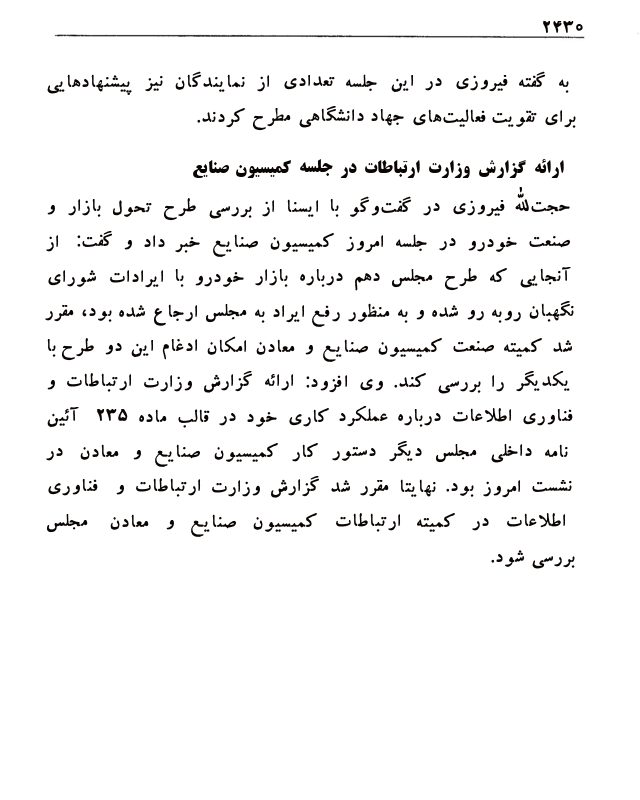 ۲۴۳۰
به گفته فیروزی در این جلسه تعدادی از نمایندگان نیز پیشنهادهایی
برای تقویت فعالیت‌های جهاد دانشگاهی مطرح کردند.
ارائه گزارش وزارت ارتباطات در جلسه کمیسیون صنایع
حجت‌الله فیروزی در گفت‌وگو با ایسنا از بررسی طرح تحول بازار و
صنعت خودرو در جلسه امروز کمیسیون صنایع خبر داد و گفت: از
آنجایی که طرح مجلس دهم درباره بازار خودرو با ایرادات شورای
نگهبان روبه رو شده و به منظور رفع ایراد به مجلس ارجاع شده بود، مقرر
شد کمیته صنعت کمیسیون صنایع و معادن امکان ادغام این دو طرح با
یکدیگر را بررسی کند. وی افزود: ارائه گزارش وزارت ارتباطات و
فناوری اطلاعات درباره عملکرد کاری خود در قالب ماده ۲۳۵ آئین
نامه داخلی مجلس دیگر دستور کار کمیسیون صنایع و معادن در
نشست امروز بود. نهایتا مقرر شد گزارش وزارت ارتباطات و فناوری
اطلاعات در کمیته ارتباطات کمیسیون صنایع و معادن مجلس
بررسی شود.